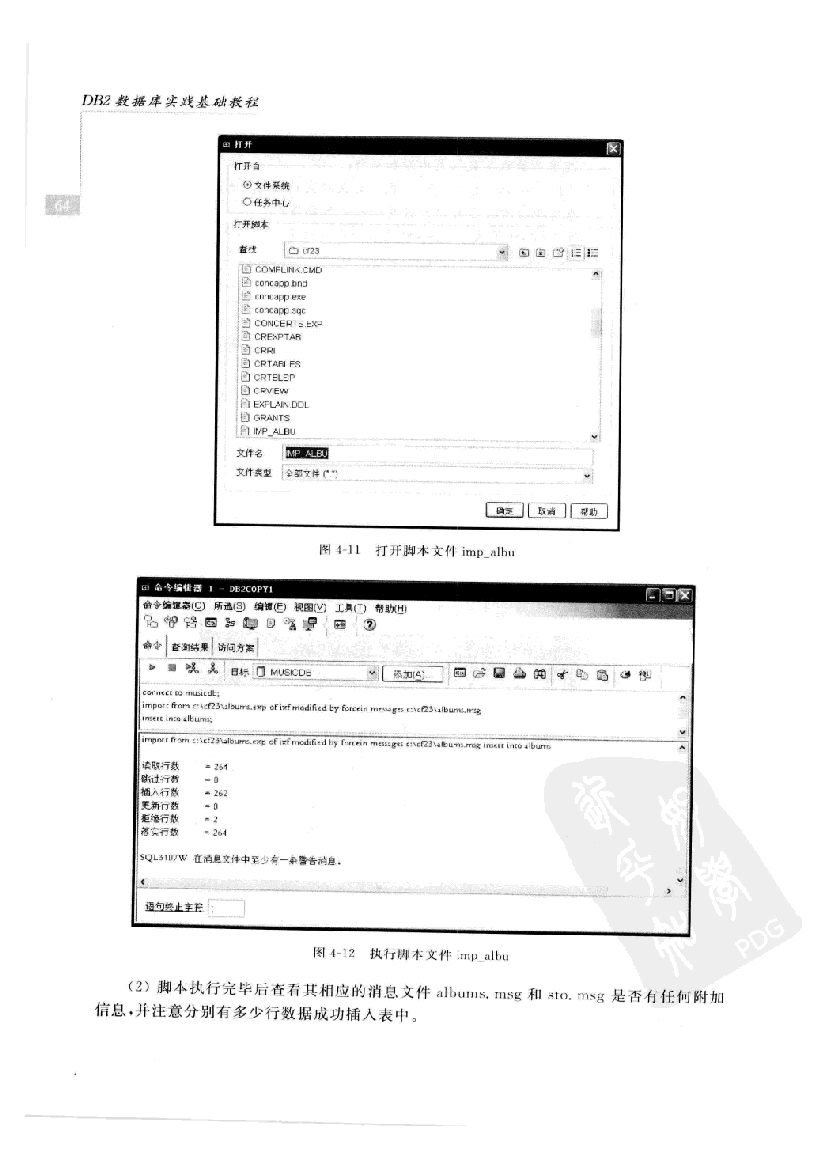 DB2 数据库实践基础教程
64
打开
打开自
文件系统
任务中心
打开脚本
查找 cf23
COMPLINK.CMD
concapp.bnd
concapp.exe
concapp.sqc
CONCERTS.EXP
CREXPTAB
CRRI
CRTABLES
CRTBLSP
CRVIEW
EXPLAIN.DDL
GRANTS
IMP_ALBU
文件名 IMP_ALBU
文件类型 全部文件 (*.*)
确定 取消 帮助
图 4-11 打开脚本文件 imp_albu
命令编辑器 1 - DB2COPY1
命令编辑器(C) 所选(S) 编辑(E) 视图(V) 工具(T) 帮助(H)
命令 查询结果 访问方案
目标 MUSICDB 添加(A)
connect to musicdb;
import from c:\cf23\albums.exp of ixf modified by forcein messages c:\cf23\albums.msg
insert into albums;
import from c:\cf23\albums.exp of ixf modified by forcein messages c:\cf23\albums.msg insert into albums
读取行数 = 264
跳过行数 = 0
插入行数 = 262
更新行数 = 0
拒绝行数 = 2
落实行数 = 264
SQL3107W 在消息文件中至少有一条警告消息。
语句终止字符 ;
图 4-12 执行脚本文件 imp_albu
(2) 脚本执行完毕后查看其相应的消息文件 albums. msg 和 sto. msg 是否有任何附加
信息,并注意分别有多少行数据成功插入表中。
PDG